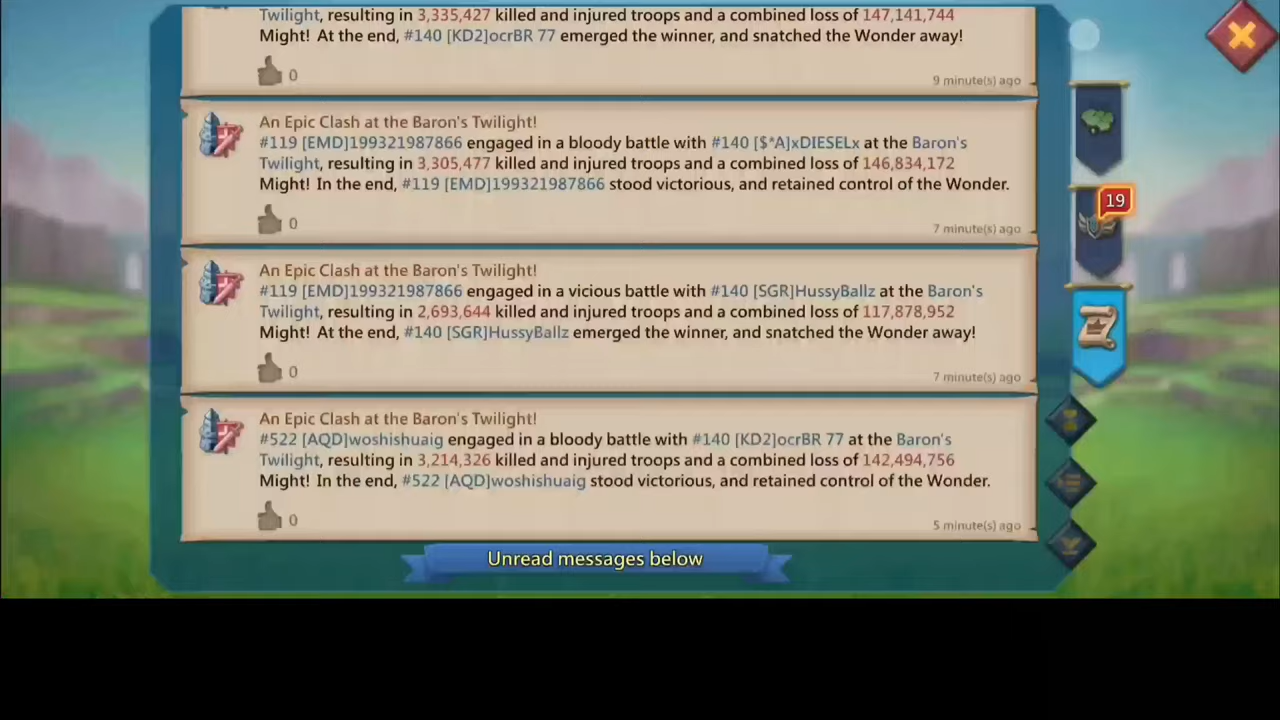 Twilight, resulting in 3,335,427 killed and injured troops and a combined loss of 147,141,744
Might! At the end, #140 [KD2]ocrBR 77 emerged the winner, and snatched the Wonder away!
0
9 minute(s) ago
An Epic Clash at the Baron's Twilight!
#119 [EMD]199321987866 engaged in a bloody battle with #140 [$*A]xDIESELx at the Baron's
Twilight, resulting in 3,305,477 killed and injured troops and a combined loss of 146,834,172
Might! In the end, #119 [EMD]199321987866 stood victorious, and retained control of the Wonder.
0
7 minute(s) ago
19
An Epic Clash at the Baron's Twilight!
#119 [EMD]199321987866 engaged in a vicious battle with #140 [SGR]HussyBallz at the Baron's
Twilight, resulting in 2,693,644 killed and injured troops and a combined loss of 117,878,952
Might! At the end, #140 [SGR]HussyBallz emerged the winner, and snatched the Wonder away!
0
7 minute(s) ago
An Epic Clash at the Baron's Twilight!
#522 [AQD]woshishuaig engaged in a bloody battle with #140 [KD2]ocrBR 77 at the Baron's
Twilight, resulting in 3,214,326 killed and injured troops and a combined loss of 142,494,756
Might! In the end, #522 [AQD]woshishuaig stood victorious, and retained control of the Wonder.
0
5 minute(s) ago
Unread messages below